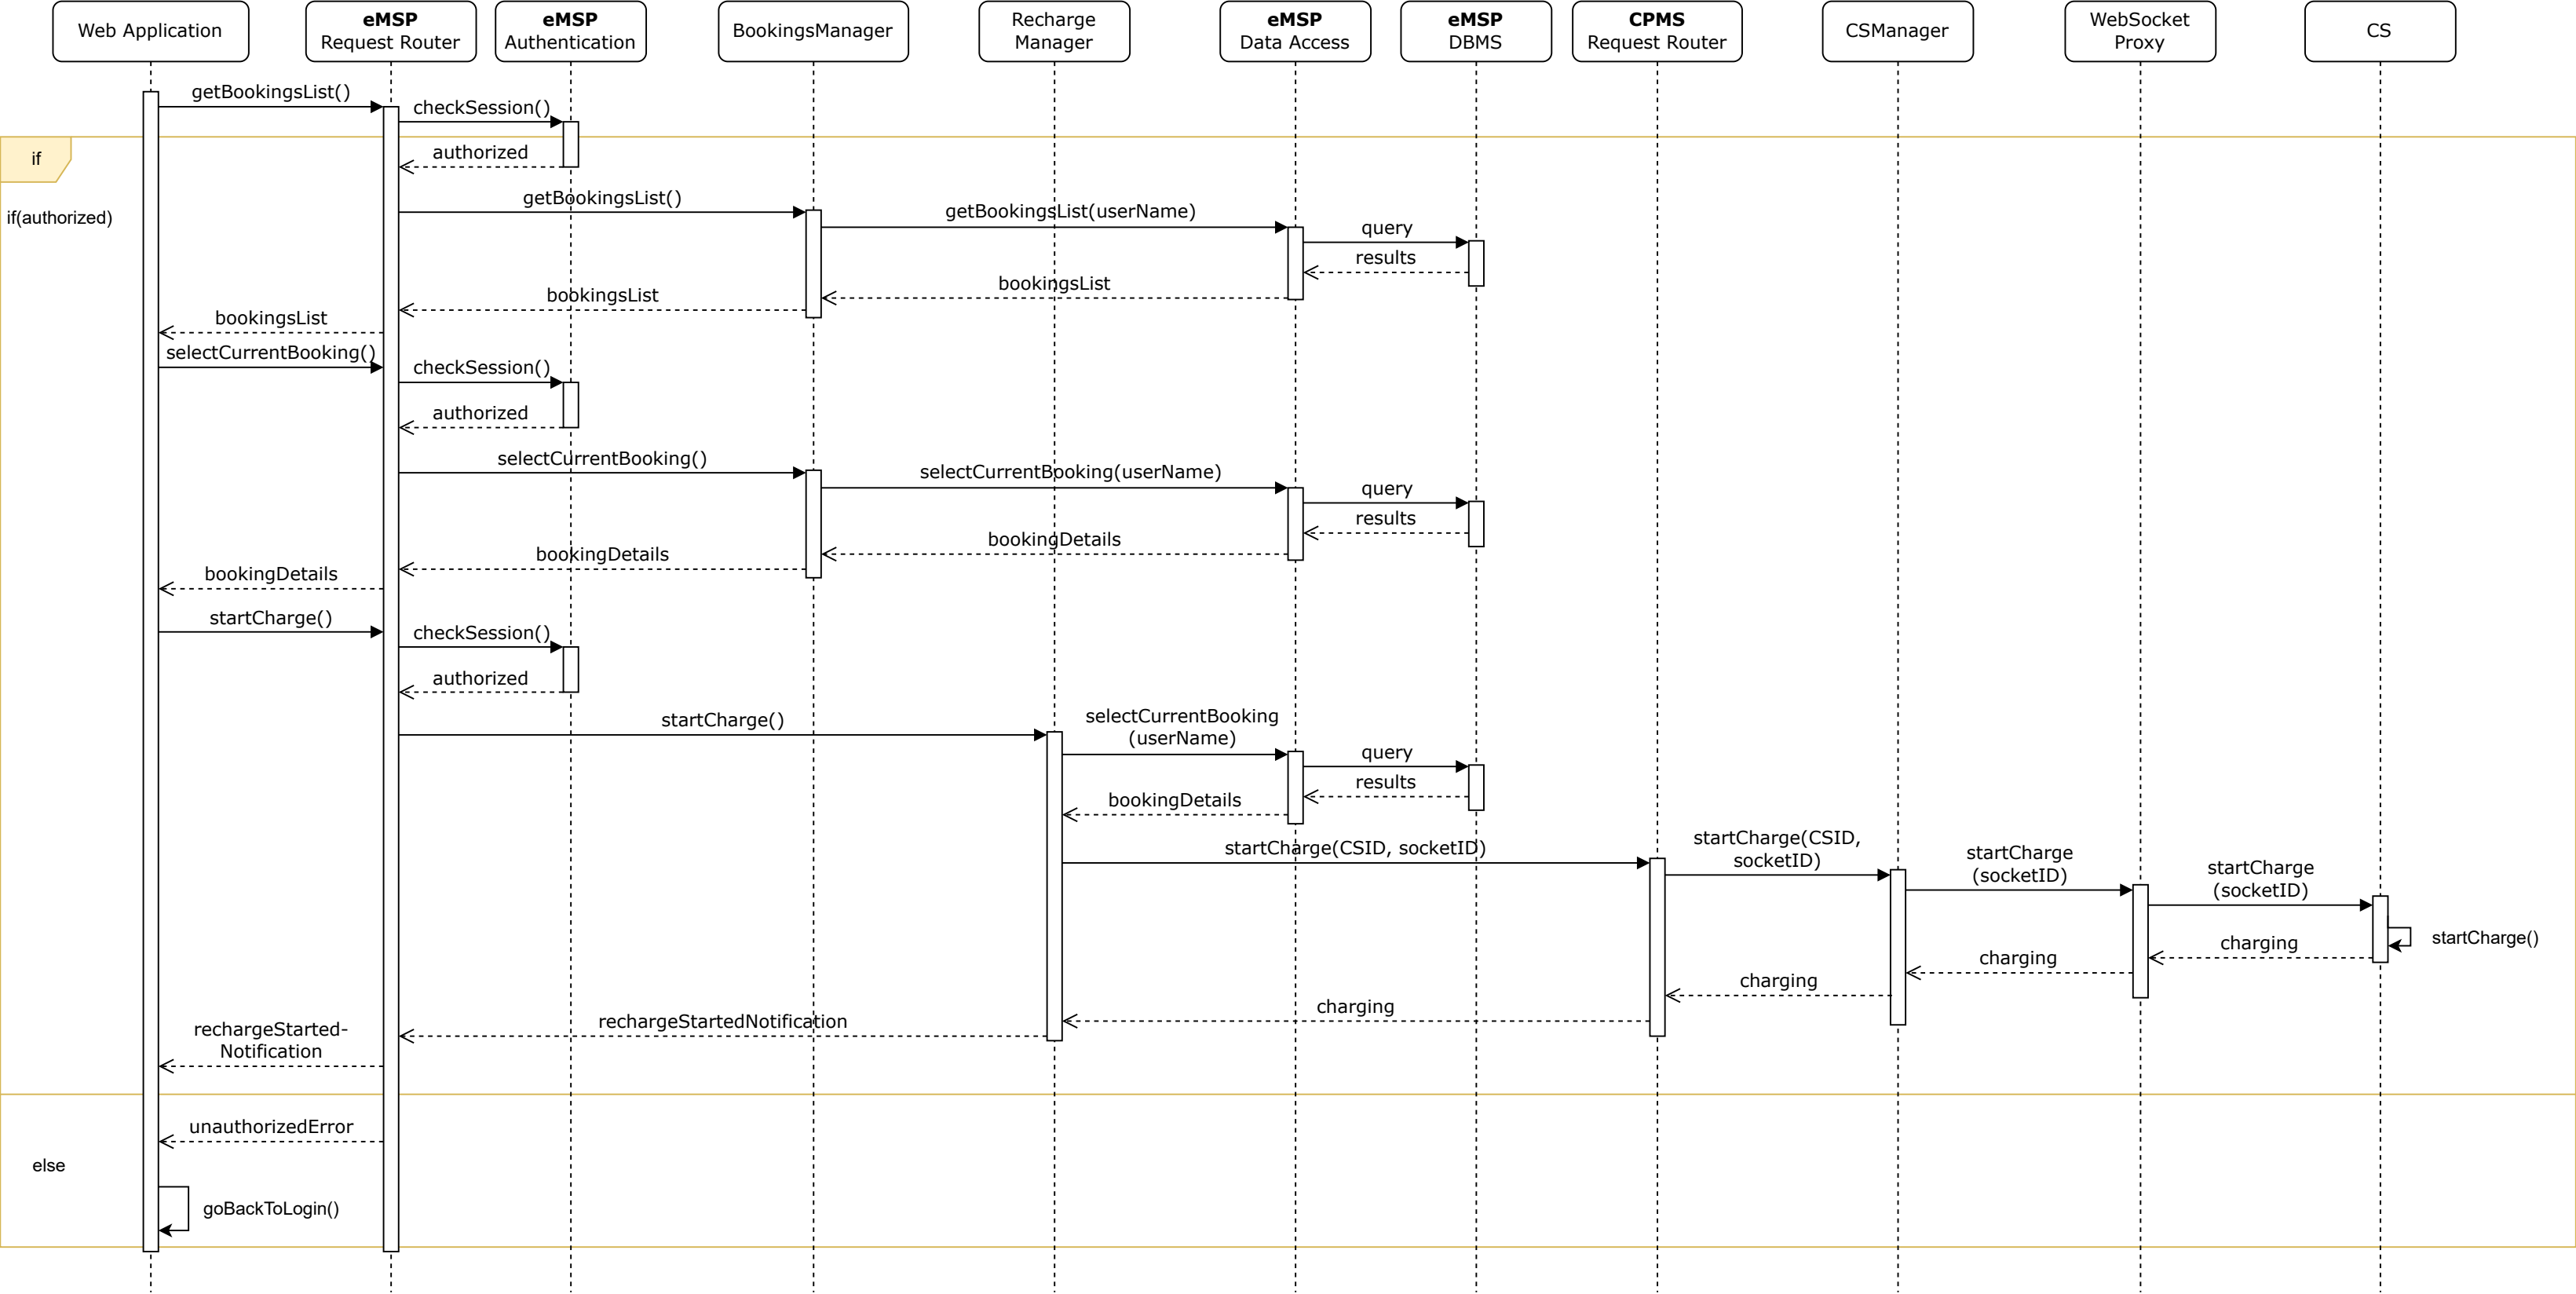 Web Application
eMSP
Request Router
eMSP
Authentication
BookingsManager
Recharge
Manager
eMSP
Data Access
eMSP
DBMS
CPMS
Request Router
CSManager
WebSocket
Proxy
CS
getBookingsList()
checkSession()
if
authorized
if(authorized)
getBookingsList()
getBookingsList(userName)
query
results
bookingsList
bookingsList
bookingsList
selectCurrentBooking()
checkSession()
authorized
selectCurrentBooking()
selectCurrentBooking(userName)
query
results
bookingDetails
bookingDetails
bookingDetails
startCharge()
checkSession()
authorized
startCharge()
selectCurrentBooking
(userName)
query
results
bookingDetails
startCharge(CSID, socketID)
startCharge(CSID,
socketID)
startCharge
(socketID)
startCharge
(socketID)
startCharge()
charging
charging
charging
charging
rechargeStartedNotification
rechargeStarted-
Notification
unauthorizedError
else
goBackToLogin()